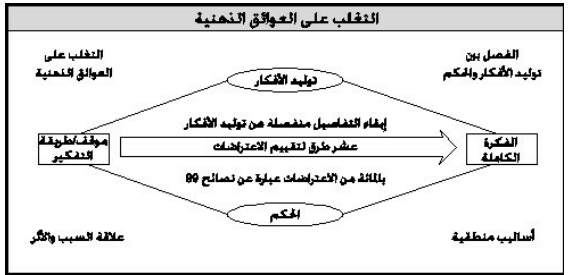 التغلب على العوائق الذهنية
الفصل بين
توليد الأفكار والحكم
التغلب على
العوائق الذهنية
توليد الأفكار
إبقاء التفاصيل منفصلة عن توليد الأفكار
الفكرة
الكاملة
عشر طرق لتقييم الاعتراضات
موقف/طريقة
التفكير
بالمائة من الاعتراضات عبارة عن نصائح 99
الحكم
أساليب منطقية
علاقة السبب والأثر